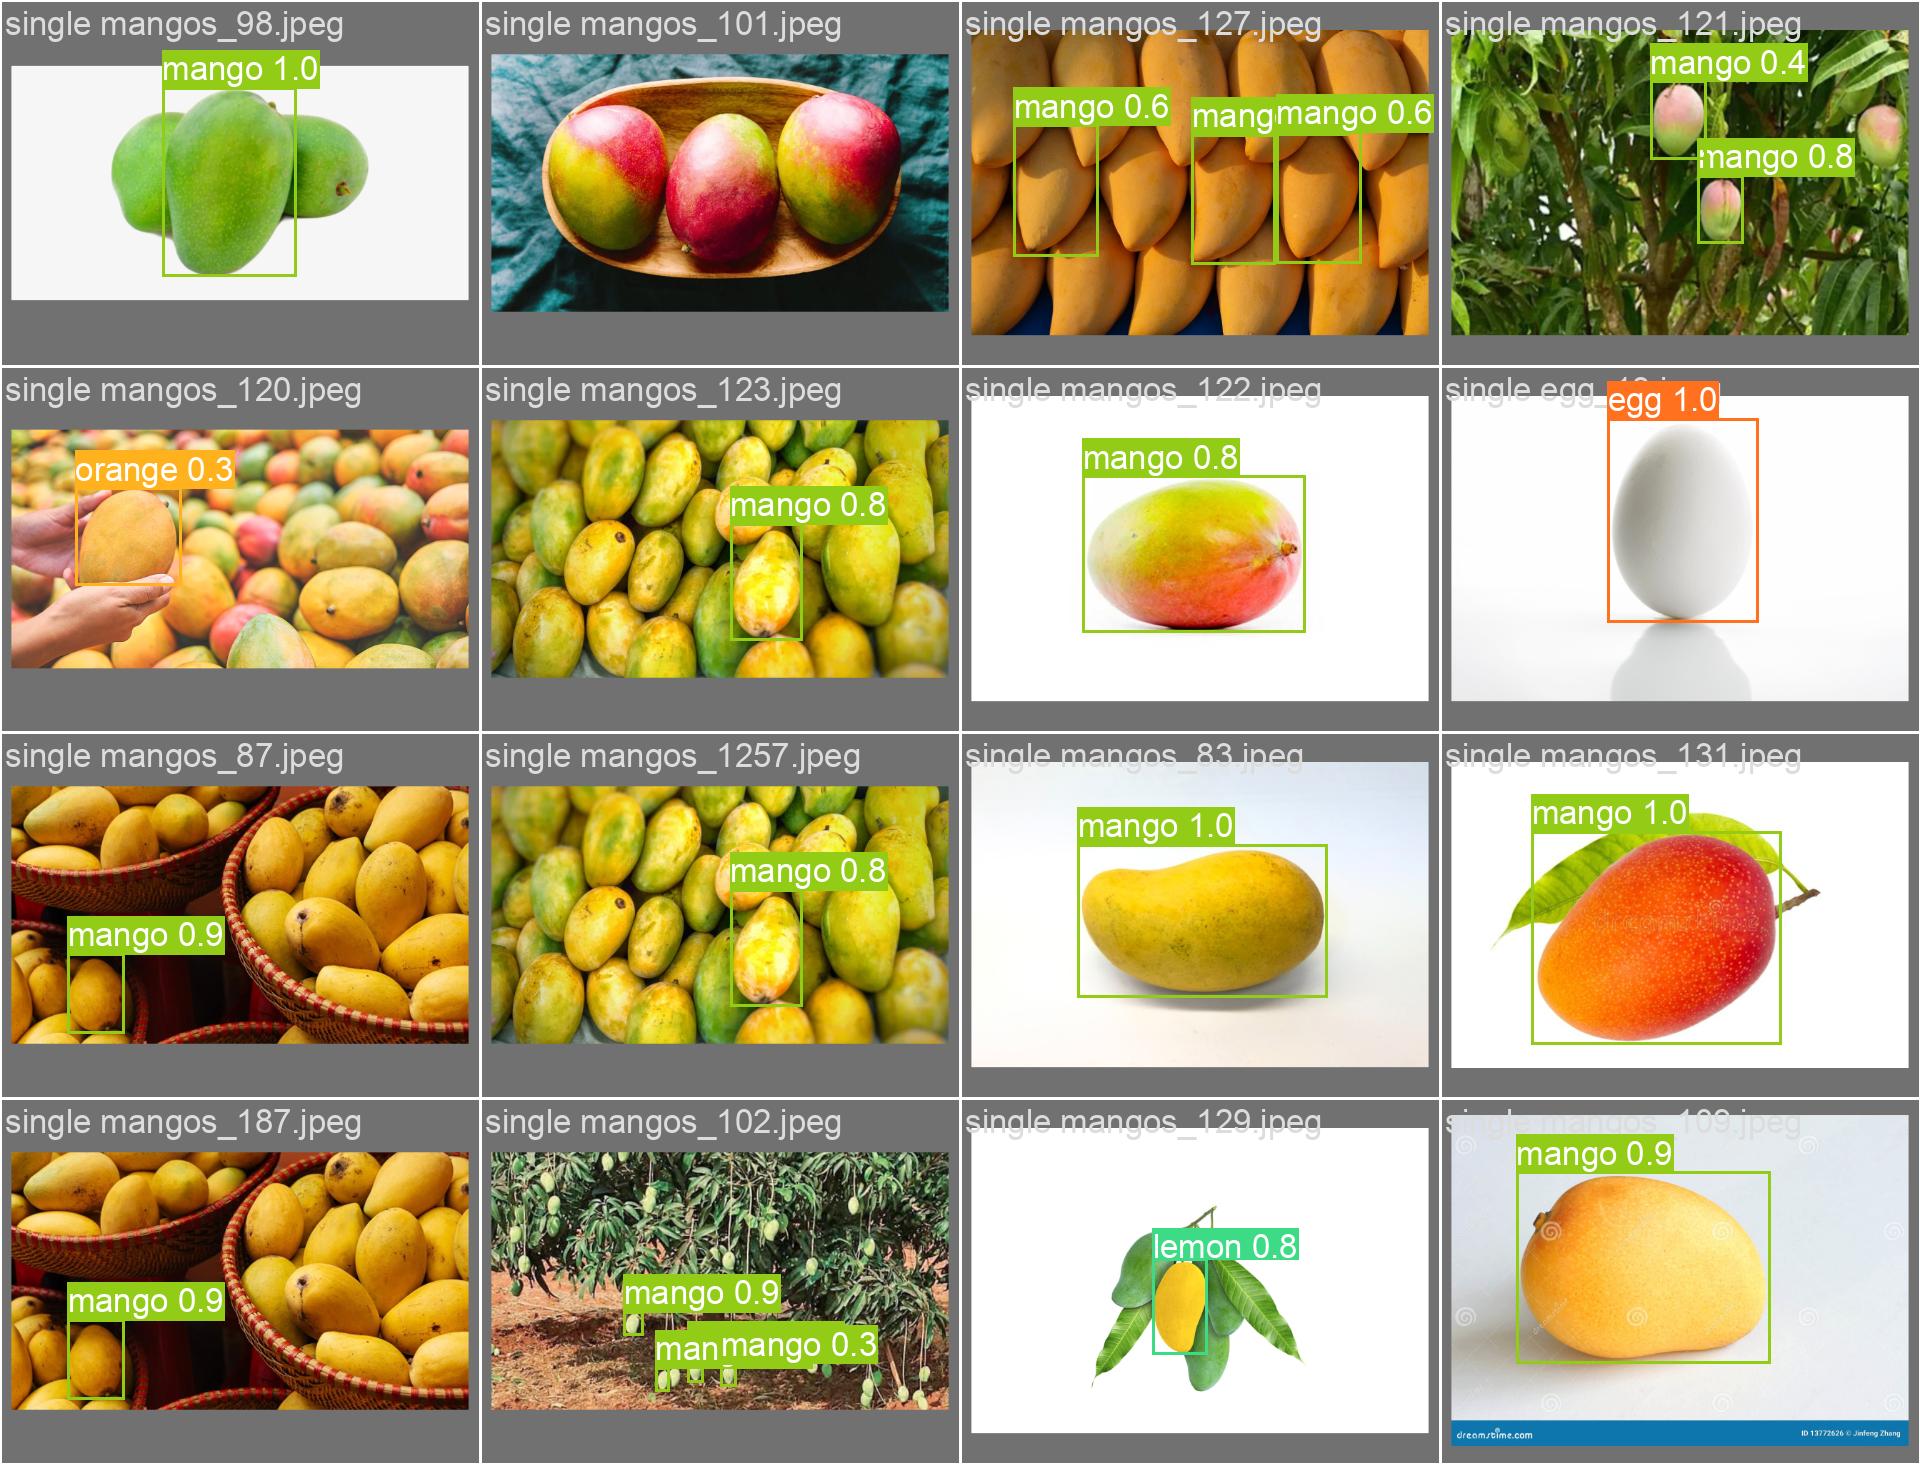 single mangos_98.jpeg
mango 1.0
single mangos_101.jpeg
single mangos_127.jpeg
mango 0.6
mang
mango 0.6
single mangos_121.jpeg
mango 0.4
mango 0.8
single mangos_120.jpeg
orange 0.3
single mangos_123.jpeg
mango 0.8
single mangos_122.jpeg
mango 0.8
single egg
egg 1.0
single mangos_87.jpeg
mango 0.9
single mangos_1257.jpeg
mango 0.8
single mangos_83.jpeg
mango 1.0
single mangos_131.jpeg
mango 1.0
dreamstime
single mangos_187.jpeg
mango 0.9
single mangos_102.jpeg
mango 0.9
man
mango 0.3
single mangos_129.jpeg
lemon 0.8
single mangos_109.jpeg
mango 0.9
dreamstime.com
ID 13772626 © Jinfeng Zhang